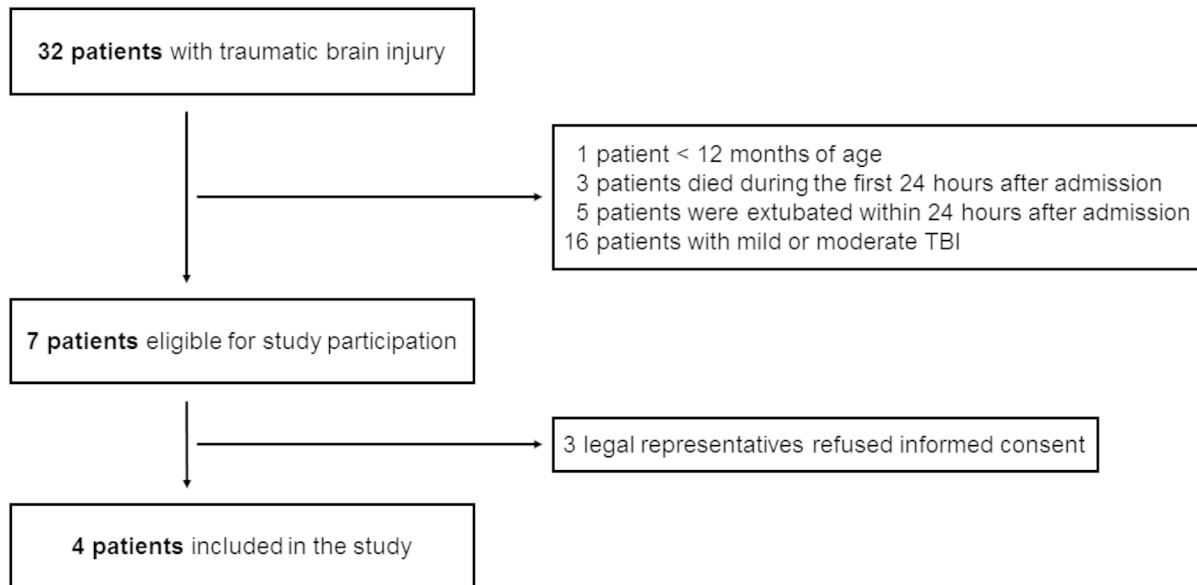 32 patients with traumatic brain injury
1 patient < 12 months of age
3 patients died during the first 24 hours after admission
5 patients were extubated within 24 hours after admission
16 patients with mild or moderate TBI
7 patients eligible for study participation
3 legal representatives refused informed consent
4 patients included in the study